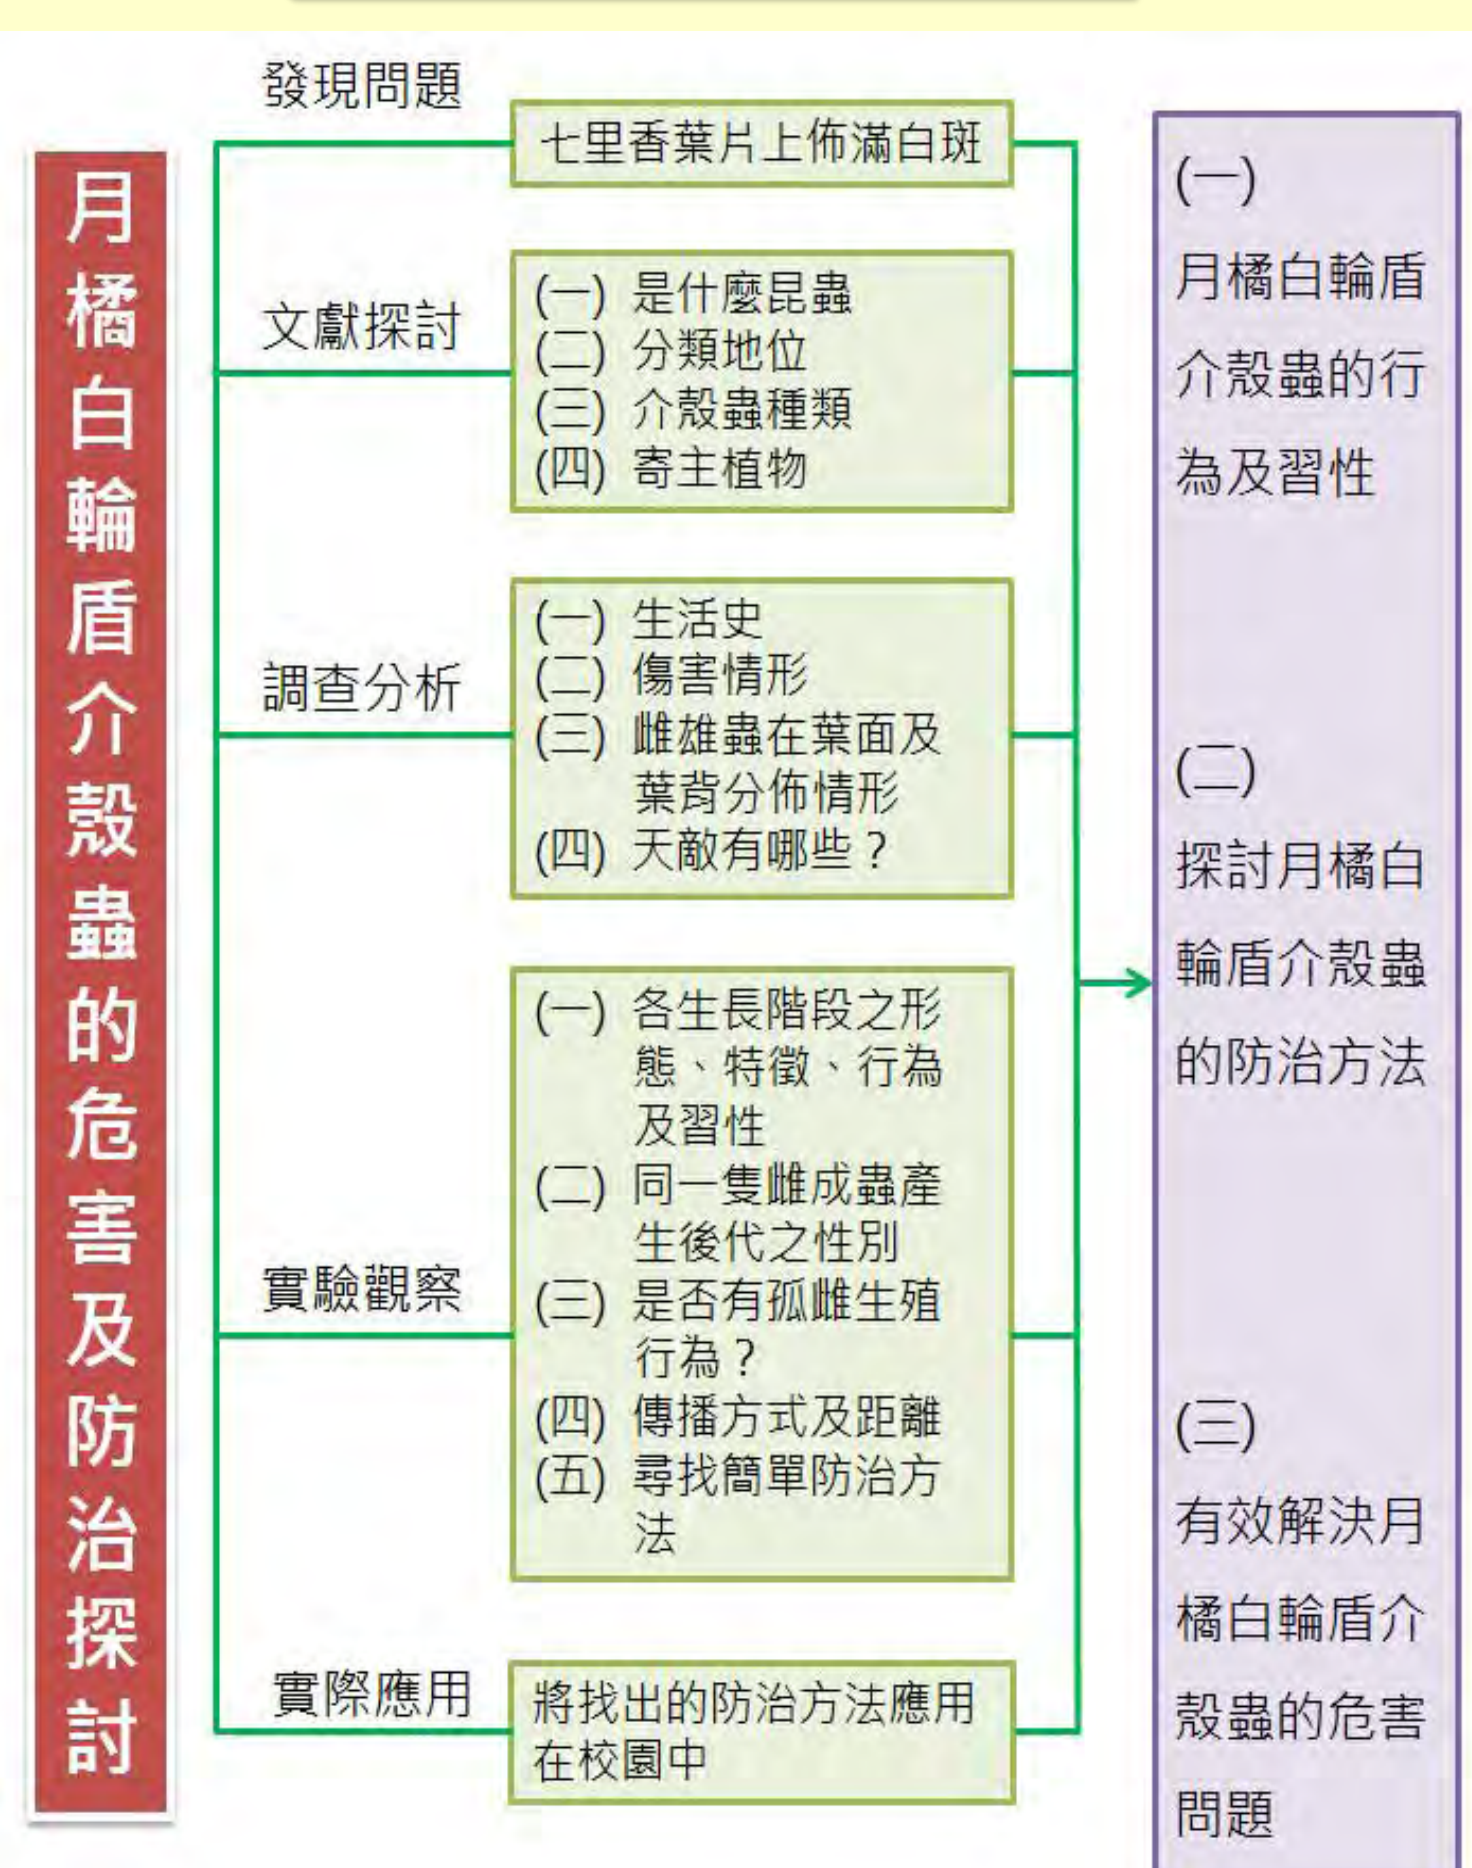 月橘白輪盾介殼蟲的危害及防治探討
發現問題
七里香葉片上佈滿白斑
文獻探討
(一) 是什麼昆蟲
(二) 分類地位
(三) 介殼蟲種類
(四) 寄主植物
調查分析
(一) 生活史
(二) 傷害情形
(三) 雌雄蟲在葉面及
葉背分佈情形
(四) 天敵有哪些？
實驗觀察
(一) 各生長階段之形
態、特徵、行為
及習性
(二) 同一隻雌成蟲產
生後代之性別
(三) 是否有孤雌生殖
行為？
(四) 傳播方式及距離
(五) 尋找簡單防治方
法
實際應用
將找出的防治方法應用
在校園中
(一)
月橘白輪盾
介殼蟲的行
為及習性
(二)
探討月橘白
輪盾介殼蟲
的防治方法
(三)
有效解決月
橘白輪盾介
殼蟲的危害
問題